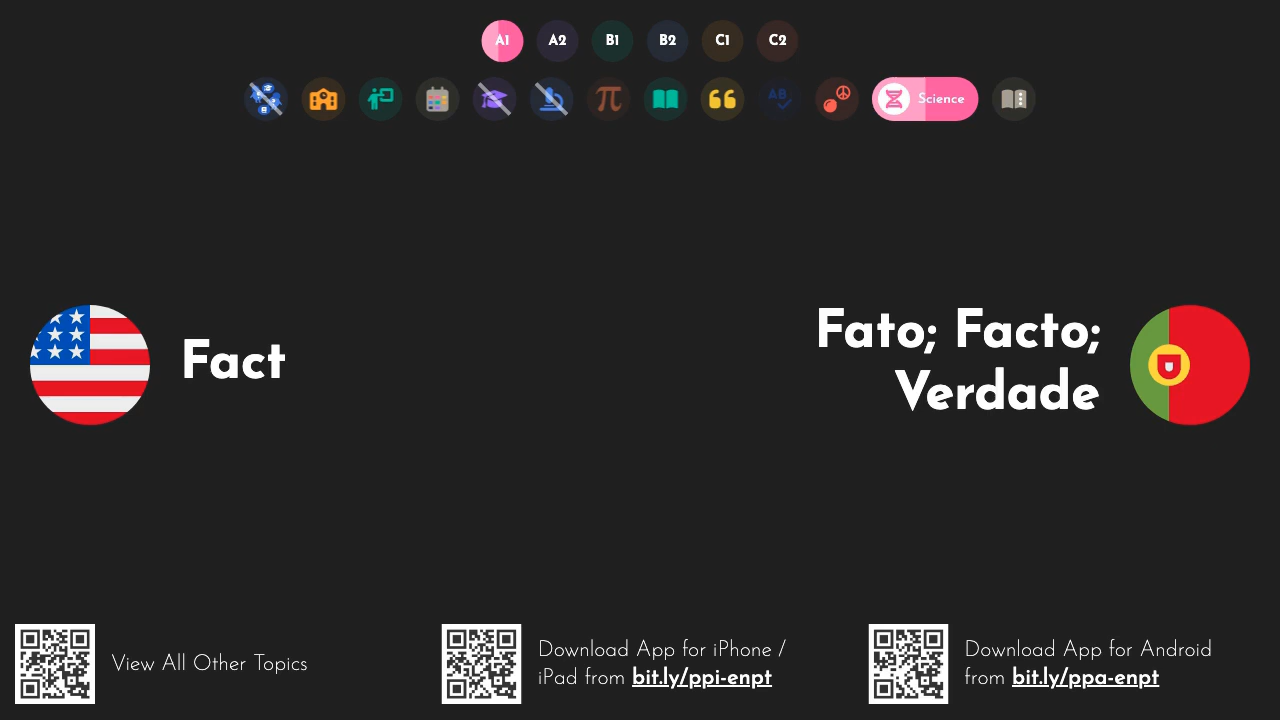 A1 A2 B1 B2 C1 C2
Science
Fact
Fato; Facto;
Verdade
View All Other Topics
Download App for iPhone /
iPad from bit.ly/ppi-enpt
Download App for Android
from bit.ly/ppa-enpt